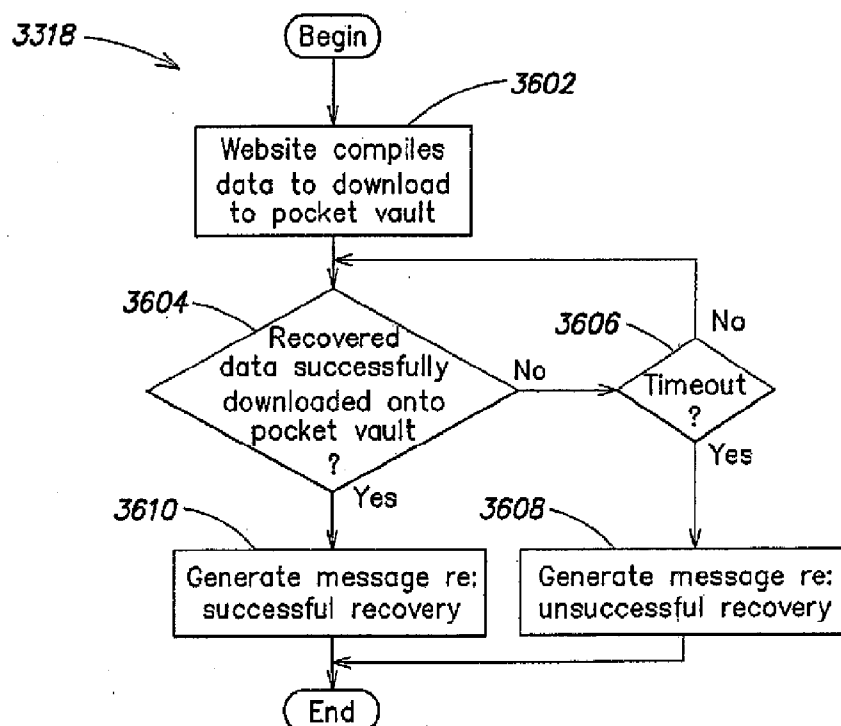 3318
Begin
3602
Website compiles
data to download
to pocket vault
3604
Recovered
data successfully
downloaded onto
pocket vault
?
No
3606
No
Timeout
?
Yes
Yes
3610
3608
Generate message re:
successful recovery
Generate message re:
unsuccessful recovery
End